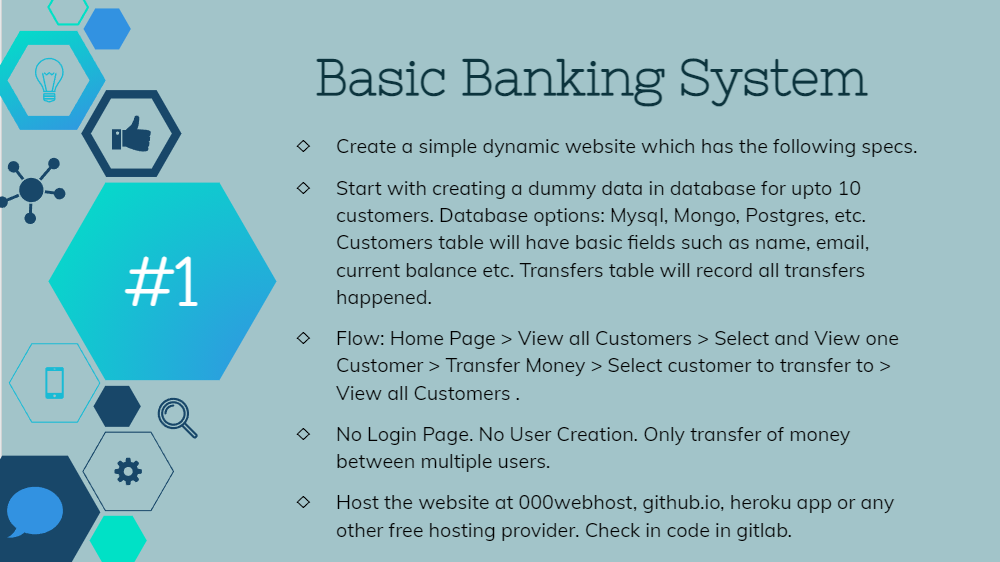 Basic Banking System
#1
Create a simple dynamic website which has the following specs.
Start with creating a dummy data in database for upto 10
customers. Database options: Mysql, Mongo, Postgres, etc.
Customers table will have basic fields such as name, email,
current balance etc. Transfers table will record all transfers
happened.
Flow: Home Page > View all Customers > Select and View one
Customer > Transfer Money > Select customer to transfer to >
View all Customers .
No Login Page. No User Creation. Only transfer of money
between multiple users.
Host the website at 000webhost, github.io, heroku app or any
other free hosting provider. Check in code in gitlab.